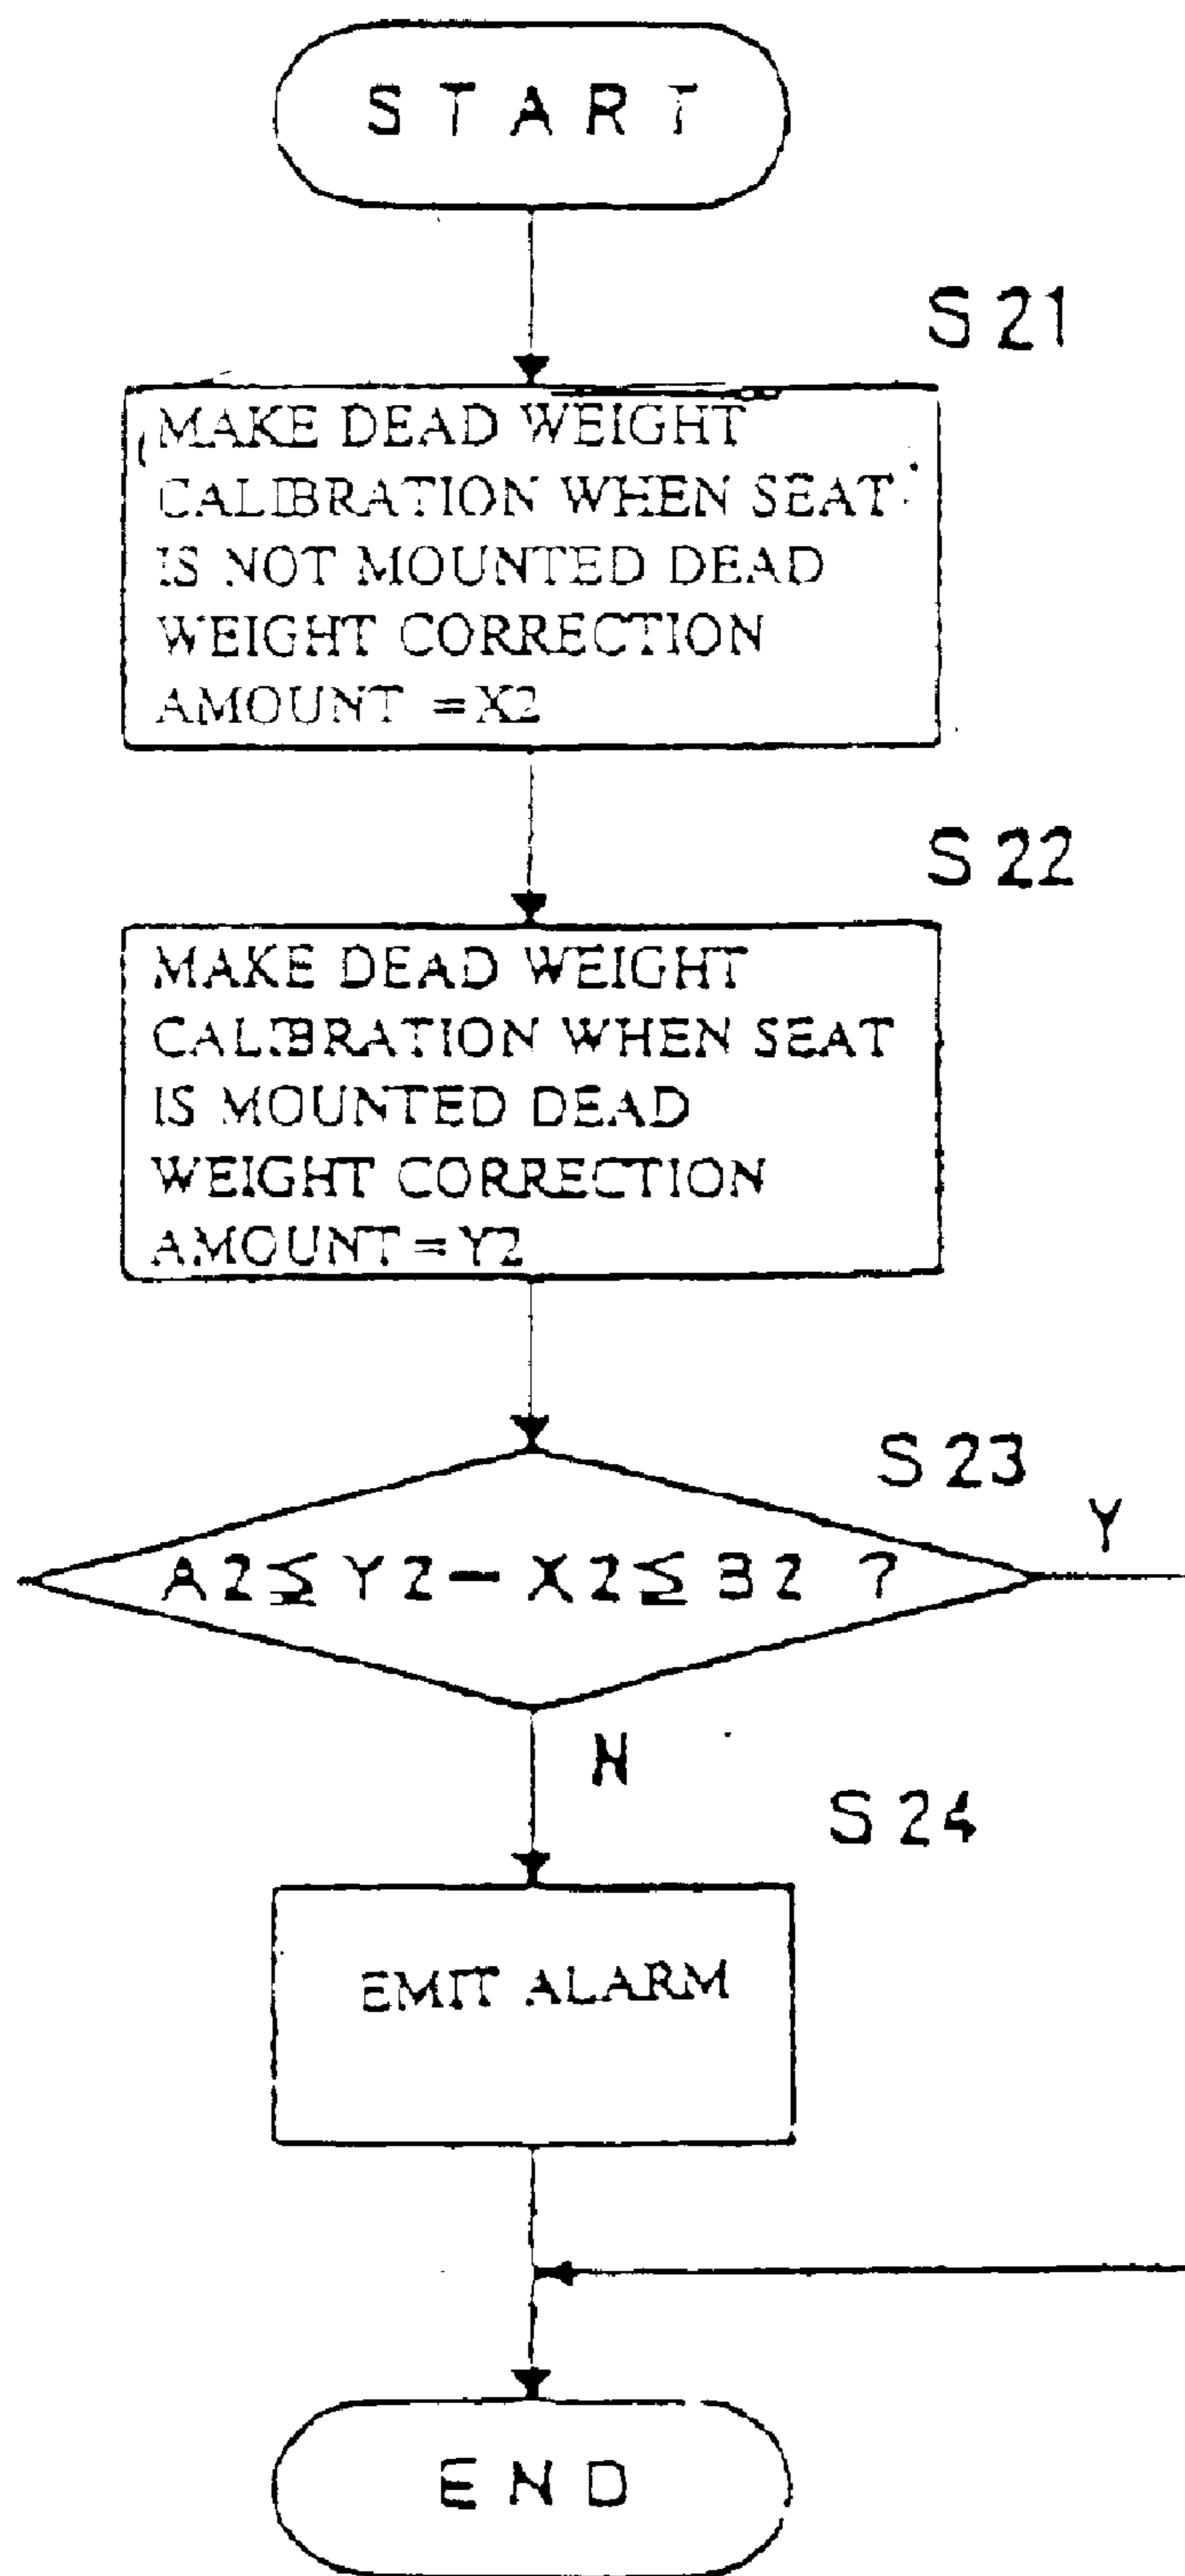 START
S21
MAKE DEAD WEIGHT
CALIBRATION WHEN SEAT
IS NOT MOUNTED DEAD
WEIGHT CORRECTION
AMOUNT =X2
S22
MAKE DEAD WEIGHT
CALIBRATION WHEN SEAT
IS MOUNTED DEAD
WEIGHT CORRECTION
AMOUNT=Y2
S23
A2≦Y2-X2≦B2 ?
Y
N
S24
EMIT ALARM
END